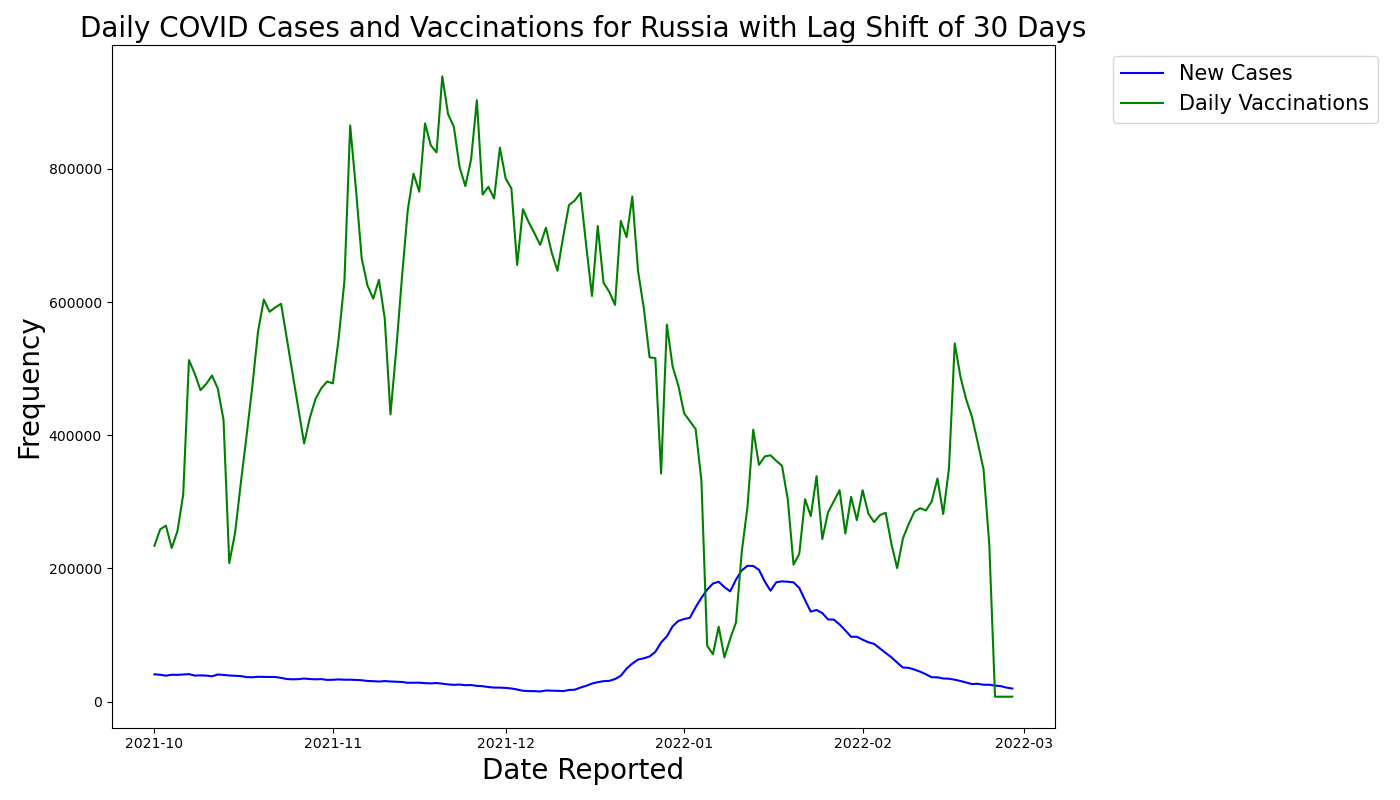 Daily COVID Cases and Vaccinations for Russia with Lag Shift of 30 Days
New Cases
Daily Vaccinations
Frequency
800000
600000
400000
200000
0
2021-10 2021-11 2021-12 2022-01 2022-02 2022-03
Date Reported